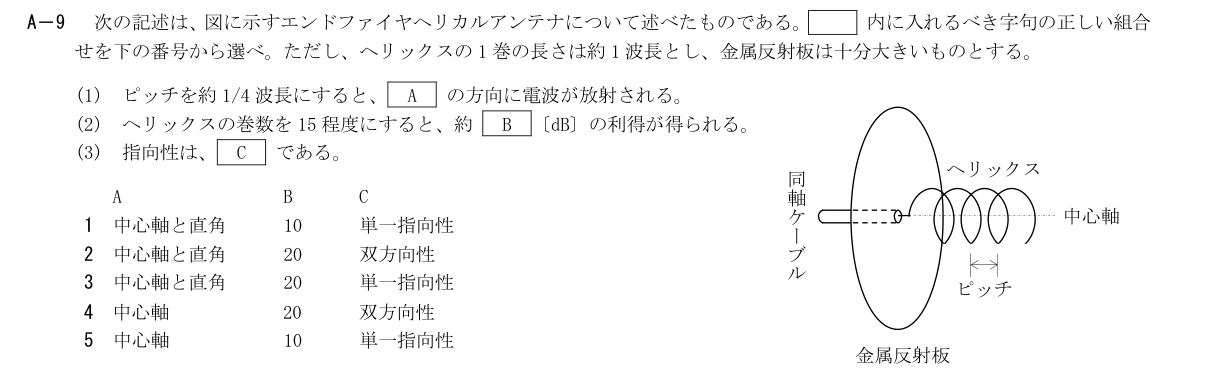 A－9 次の記述は、図に示すエンドファイヤヘリカルアンテナについて述べたものである。 内に入れるべき字句の正しい組合
せを下の番号から選べ。ただし、ヘリックスの1巻の長さは約1波長とし、金属反射板は十分大きいものとする。
(1) ピッチを約1/4波長にすると、 A の方向に電波が放射される。
(2) ヘリックスの巻数を15程度にすると、約 B 〔dB〕の利得が得られる。
(3) 指向性は、 C である。
A B C
1 中心軸と直角 10 単一指向性
2 中心軸と直角 20 双方向性
3 中心軸と直角 20 単一指向性
4 中心軸 20 双方向性
5 中心軸 10 単一指向性
同軸ケーブル
ヘリックス
中心軸
ピッチ
金属反射板